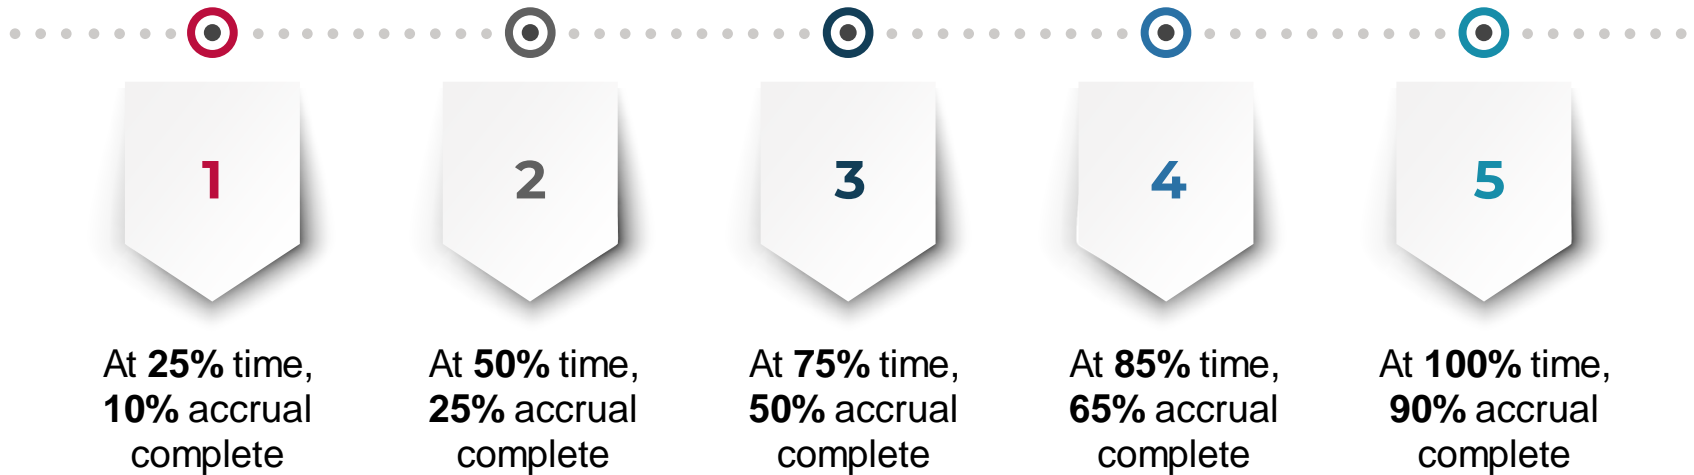 1
2
3
4
5
At 25% time,
10% accrual
complete
At 50% time,
25% accrual
complete
At 75% time,
50% accrual
complete
At 85% time,
65% accrual
complete
At 100% time,
90% accrual
complete